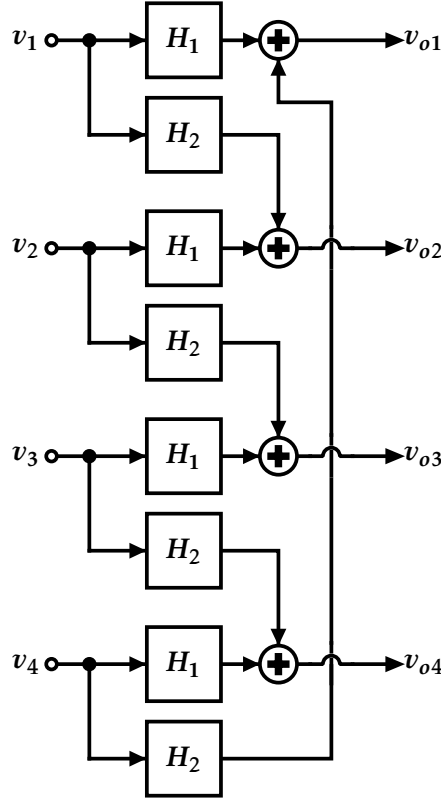 v₁ H₁ vₒ₁
H₂
v₂ H₁ vₒ₂
H₂
v₃ H₁ vₒ₃
H₂
v₄ H₁ vₒ₄
H₂